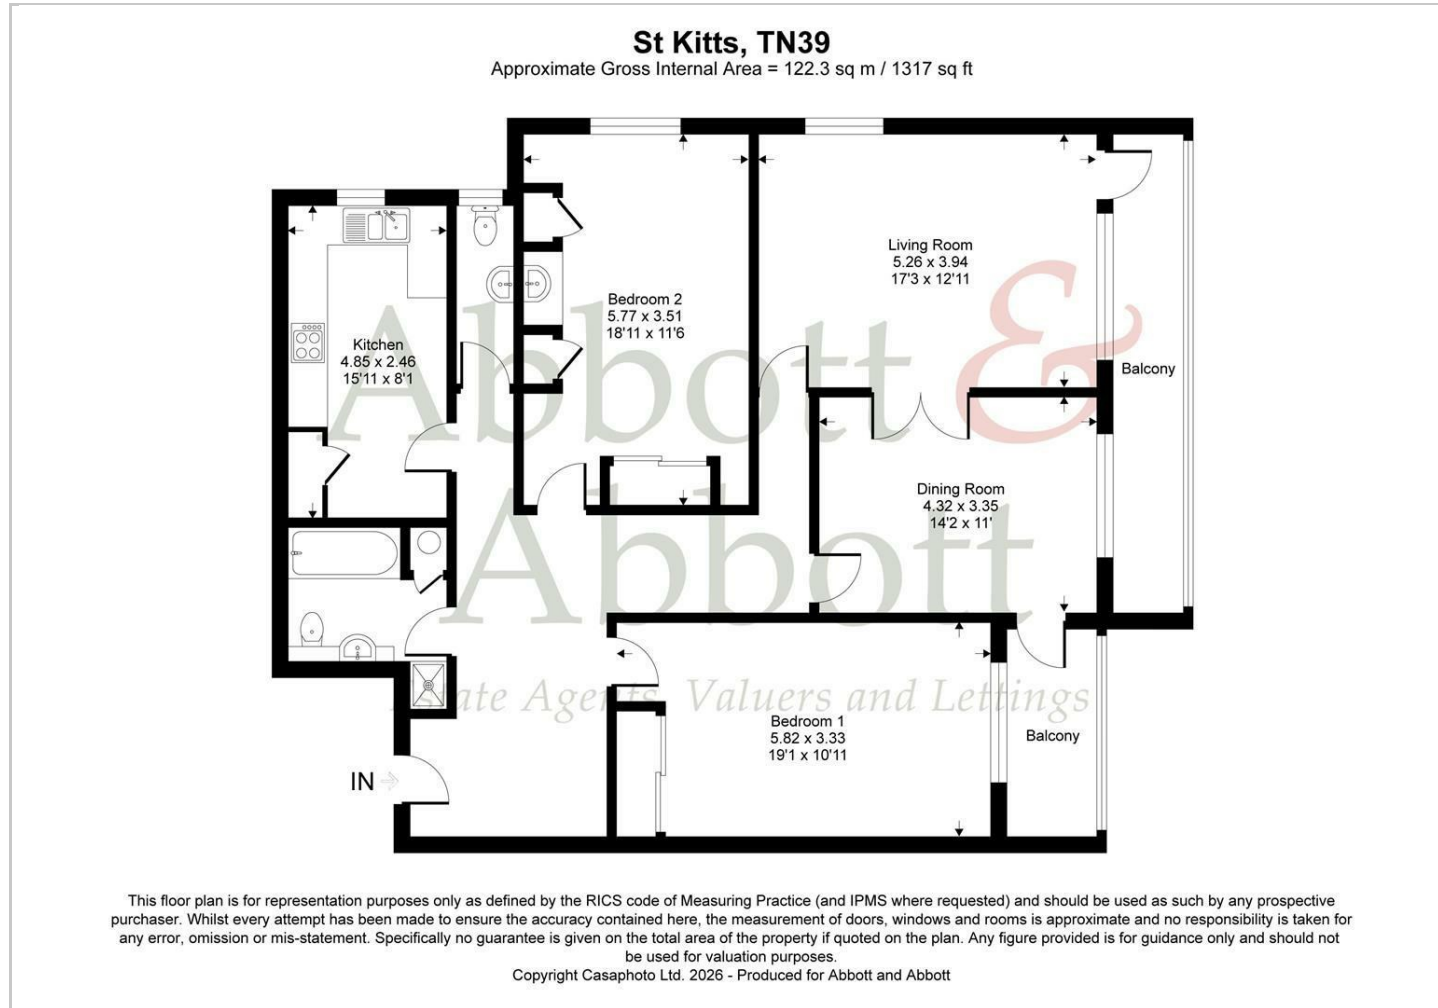 St Kitts, TN39
Approximate Gross Internal Area = 122.3 sq m / 1317 sq ft
Living Room
5.26 x 3.94
17'3 x 12'11
Bedroom 2
5.77 x 3.51
18'11 x 11'6
Kitchen
4.85 x 2.46
15'11 x 8'1
Balcony
Abbott &
Dining Room
4.32 x 3.35
14'2 x 11'
Abbott
Estate Agents, Valuers and Lettings
Bedroom 1
5.82 x 3.33
19'1 x 10'11
Balcony
IN
This floor plan is for representation purposes only as defined by the RICS code of Measuring Practice (and IPMS where requested) and should be used as such by any prospective
purchaser. Whilst every attempt has been made to ensure the accuracy contained here, the measurement of doors, windows and rooms is approximate and no responsibility is taken for
any error, omission or mis-statement. Specifically no guarantee is given on the total area of the property if quoted on the plan. Any figure provided is for guidance only and should not
be used for valuation purposes.
Copyright Casaphoto Ltd. 2026 - Produced for Abbott and Abbott